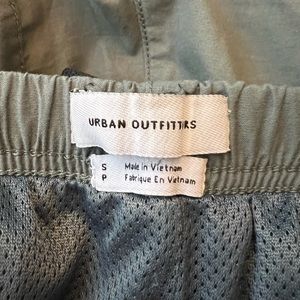 URBAN OUTFITTERS
S Made in Vietnam
P Fabriqué En Vietnam